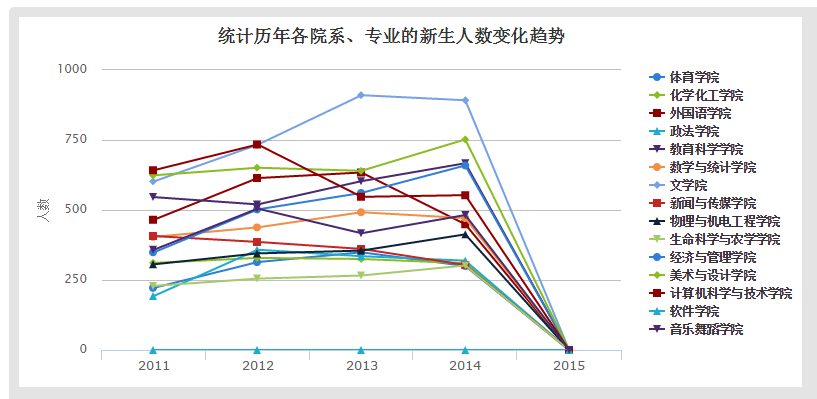 统计历年各院系、专业的新生人数变化趋势
1000
750
500
250
0
人数
2011 2012 2013 2014 2015
体育学院
化学化工学院
外国语学院
政法学院
教育科学学院
数学与统计学院
文学院
新闻与传媒学院
物理与机电工程学院
生命科学与农学学院
经济与管理学院
美术与设计学院
计算机科学与技术学院
软件学院
音乐舞蹈学院